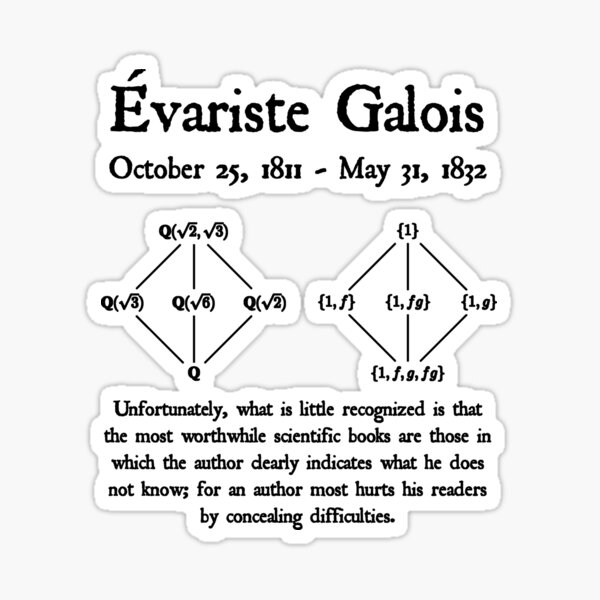 Évariste Galois
October 25, 1811 - May 31, 1832
Q(√2, √3)
Q(√3) Q(√6) Q(√2)
Q
{1}
{1, f} {1, fg} {1, g}
{1, f, g, fg}
Unfortunately, what is little recognized is that
the most worthwhile scientific books are those in
which the author dearly indicates what he does
not know; for an author most hurts his readers
by concealing difficulties.